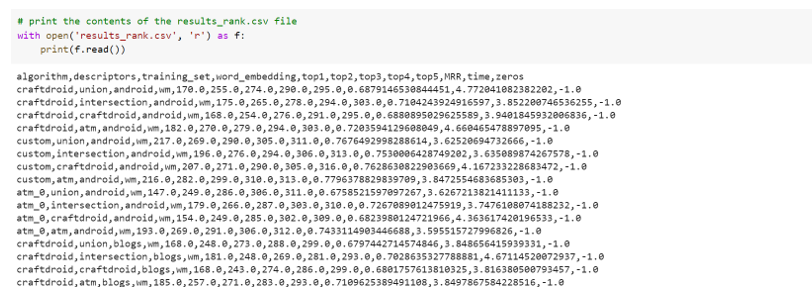 # print the contents of the results_rank.csv file
with open('results_rank.csv', 'r') as f:
    print(f.read())
algorithm,descriptors,training_set,word_embedding,top1,top2,top3,top4,top5,MRR,time,zeros
craftdroid,union,android,wm,170.0,255.0,274.0,290.0,295.0,0.6879146530844451,4.772041082382202,-1.0
craftdroid,intersection,android,wm,175.0,265.0,278.0,294.0,303.0,0.7104243924916597,3.852200746536255,-1.0
craftdroid,craftdroid,android,wm,168.0,254.0,276.0,291.0,295.0,0.6880895029625589,3.9401845932006836,-1.0
craftdroid,atm,android,wm,182.0,270.0,279.0,294.0,303.0,0.7203594129608049,4.660465478897095,-1.0
custom,union,android,wm,217.0,269.0,290.0,305.0,311.0,0.7676492998288614,3.62520694732666,-1.0
custom,intersection,android,wm,196.0,276.0,294.0,306.0,313.0,0.7530006428749202,3.635089874267578,-1.0
custom,craftdroid,android,wm,207.0,271.0,290.0,305.0,316.0,0.7628630822903669,4.167233228683472,-1.0
custom,atm,android,wm,216.0,282.0,299.0,310.0,313.0,0.7796378829839709,3.8472554683685303,-1.0
atm_0,union,android,wm,147.0,249.0,286.0,306.0,311.0,0.6758521597097267,3.6267213821411133,-1.0
atm_0,intersection,android,wm,179.0,266.0,287.0,303.0,310.0,0.7267089012475919,3.7476108074188232,-1.0
atm_0,craftdroid,android,wm,154.0,249.0,285.0,302.0,309.0,0.6823980124721966,4.363617420196533,-1.0
atm_0,atm,android,wm,193.0,269.0,291.0,306.0,312.0,0.7433114903446688,3.595515727996826,-1.0
craftdroid,union,blogs,wm,168.0,248.0,273.0,288.0,299.0,0.6797442714574846,3.848656415939331,-1.0
craftdroid,intersection,blogs,wm,181.0,248.0,269.0,281.0,293.0,0.7028635327788881,4.67114520072937,-1.0
craftdroid,craftdroid,blogs,wm,168.0,243.0,274.0,286.0,299.0,0.6801757613810325,3.816380500793457,-1.0
craftdroid,atm,blogs,wm,185.0,257.0,271.0,283.0,293.0,0.7109625389491108,3.8497867584228516,-1.0